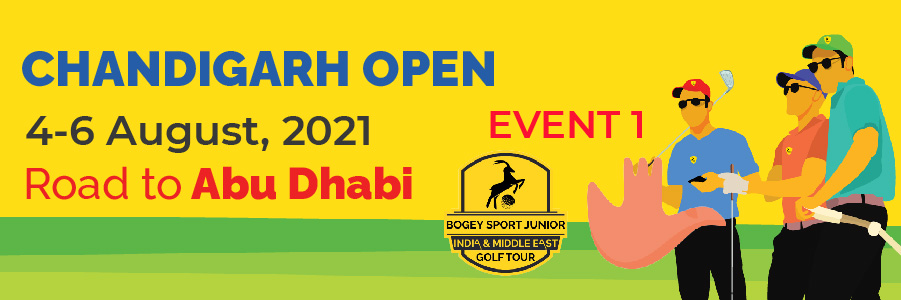 CHANDIGARH OPEN
4-6 August, 2021
Road to Abu Dhabi
EVENT 1
BOGEY SPORT JUNIOR
INDIA & MIDDLE EAST
GOLF TOUR